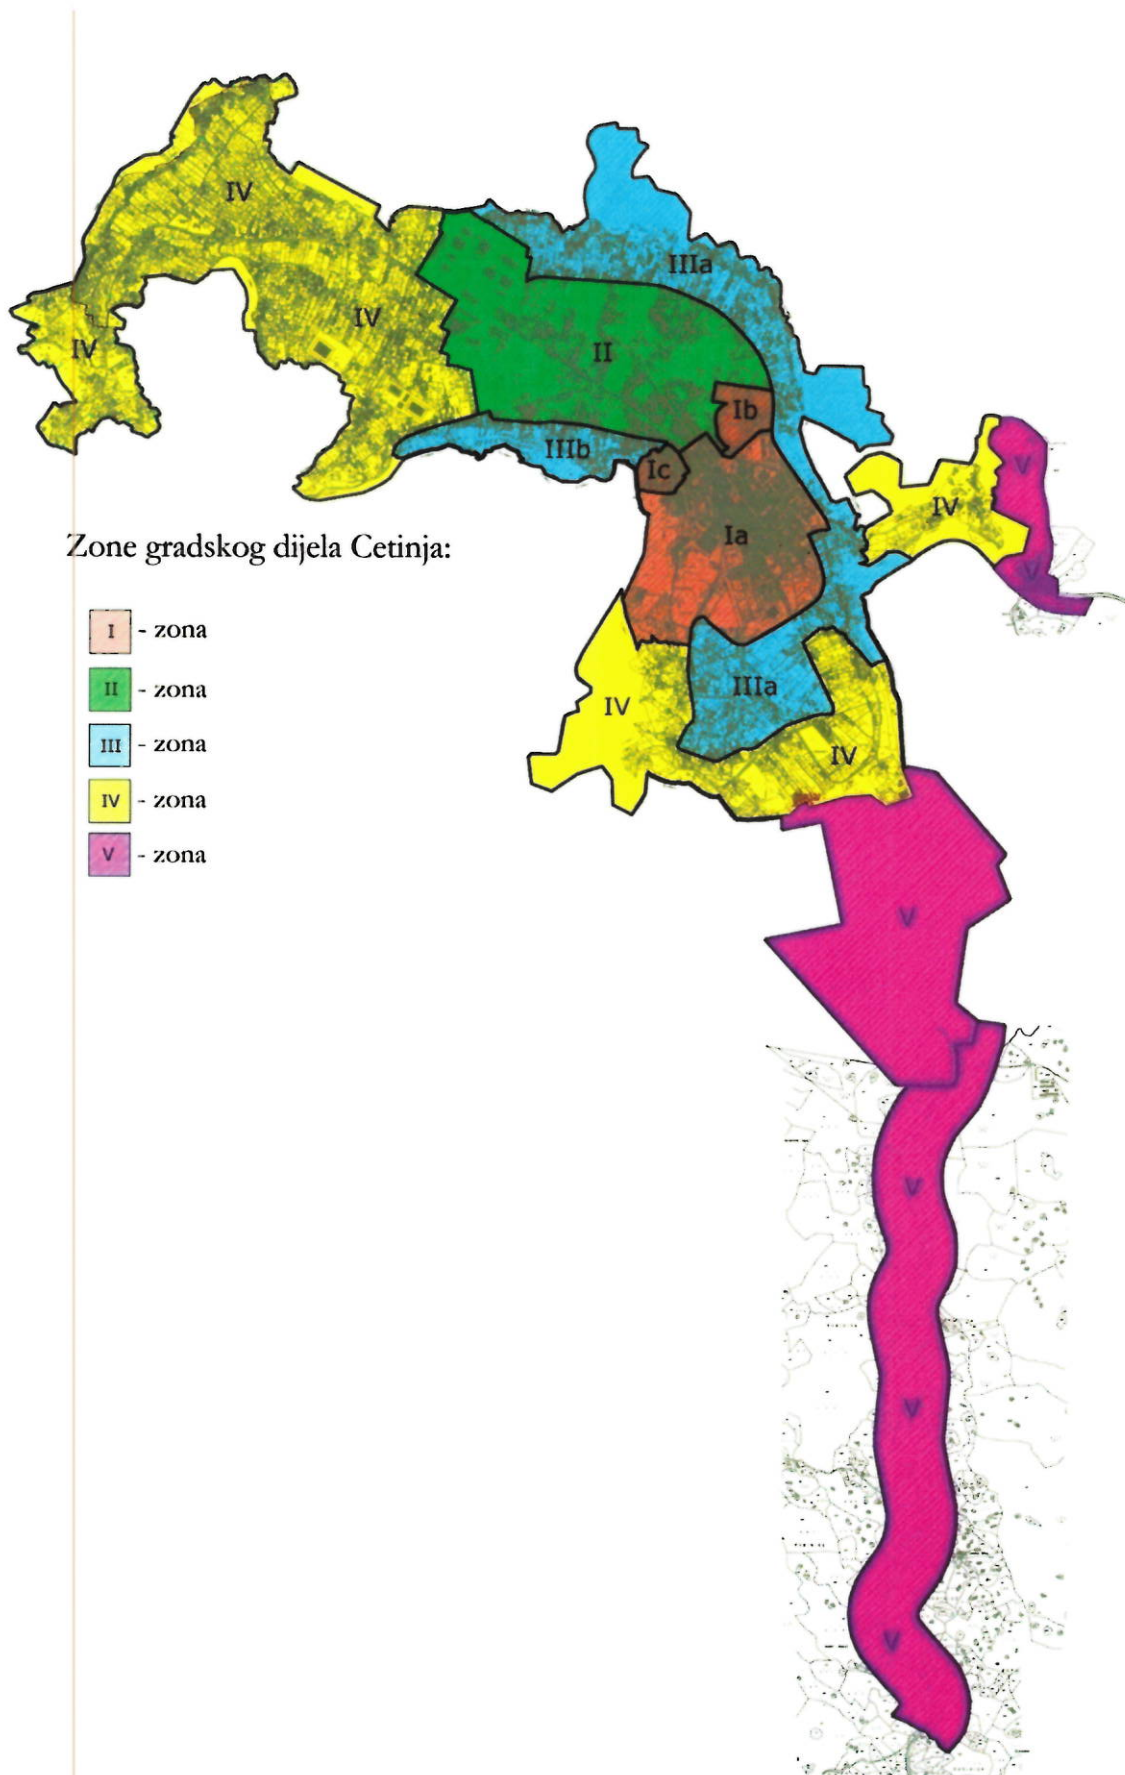 IV
IIIa
IV
IV
II
Ib
IIIb
Ic
V
IV
Ia
V
Zone gradskog dijela Cetinja:
I - zona
II - zona
III - zona
IV - zona
V - zona
IIIa
IV
IV
V
V
V
V